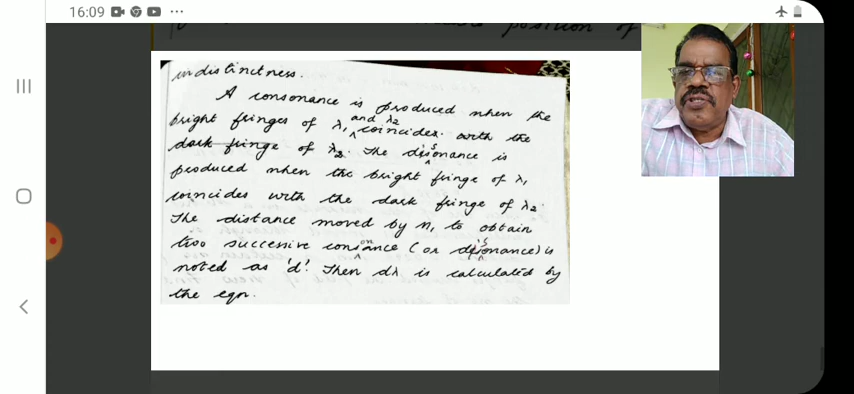 16:09
position of
indistinctness.
A consonance is produced when the
bright fringes of λ₁ and λ₂ coincides with the
dark fringe of λ₂. The dissonance is
produced when the bright fringe of λ₁
coincides with the dark fringe of λ₂.
The distance moved by M₁ to obtain
two successive consonance (or dissonance) is
noted as 'd'. Then dλ is calculated by
the eqn.